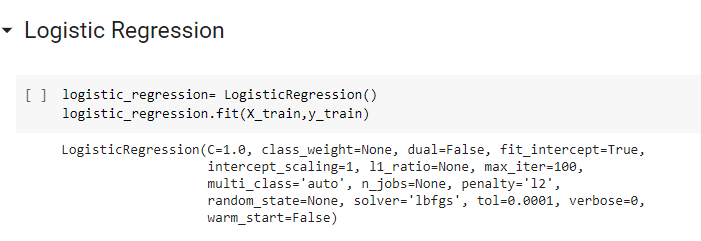 Logistic Regression
[ ] logistic_regression= LogisticRegression()
logistic_regression.fit(X_train,y_train)
LogisticRegression(C=1.0, class_weight=None, dual=False, fit_intercept=True,
intercept_scaling=1, l1_ratio=None, max_iter=100,
multi_class='auto', n_jobs=None, penalty='l2',
random_state=None, solver='lbfgs', tol=0.0001, verbose=0,
warm_start=False)